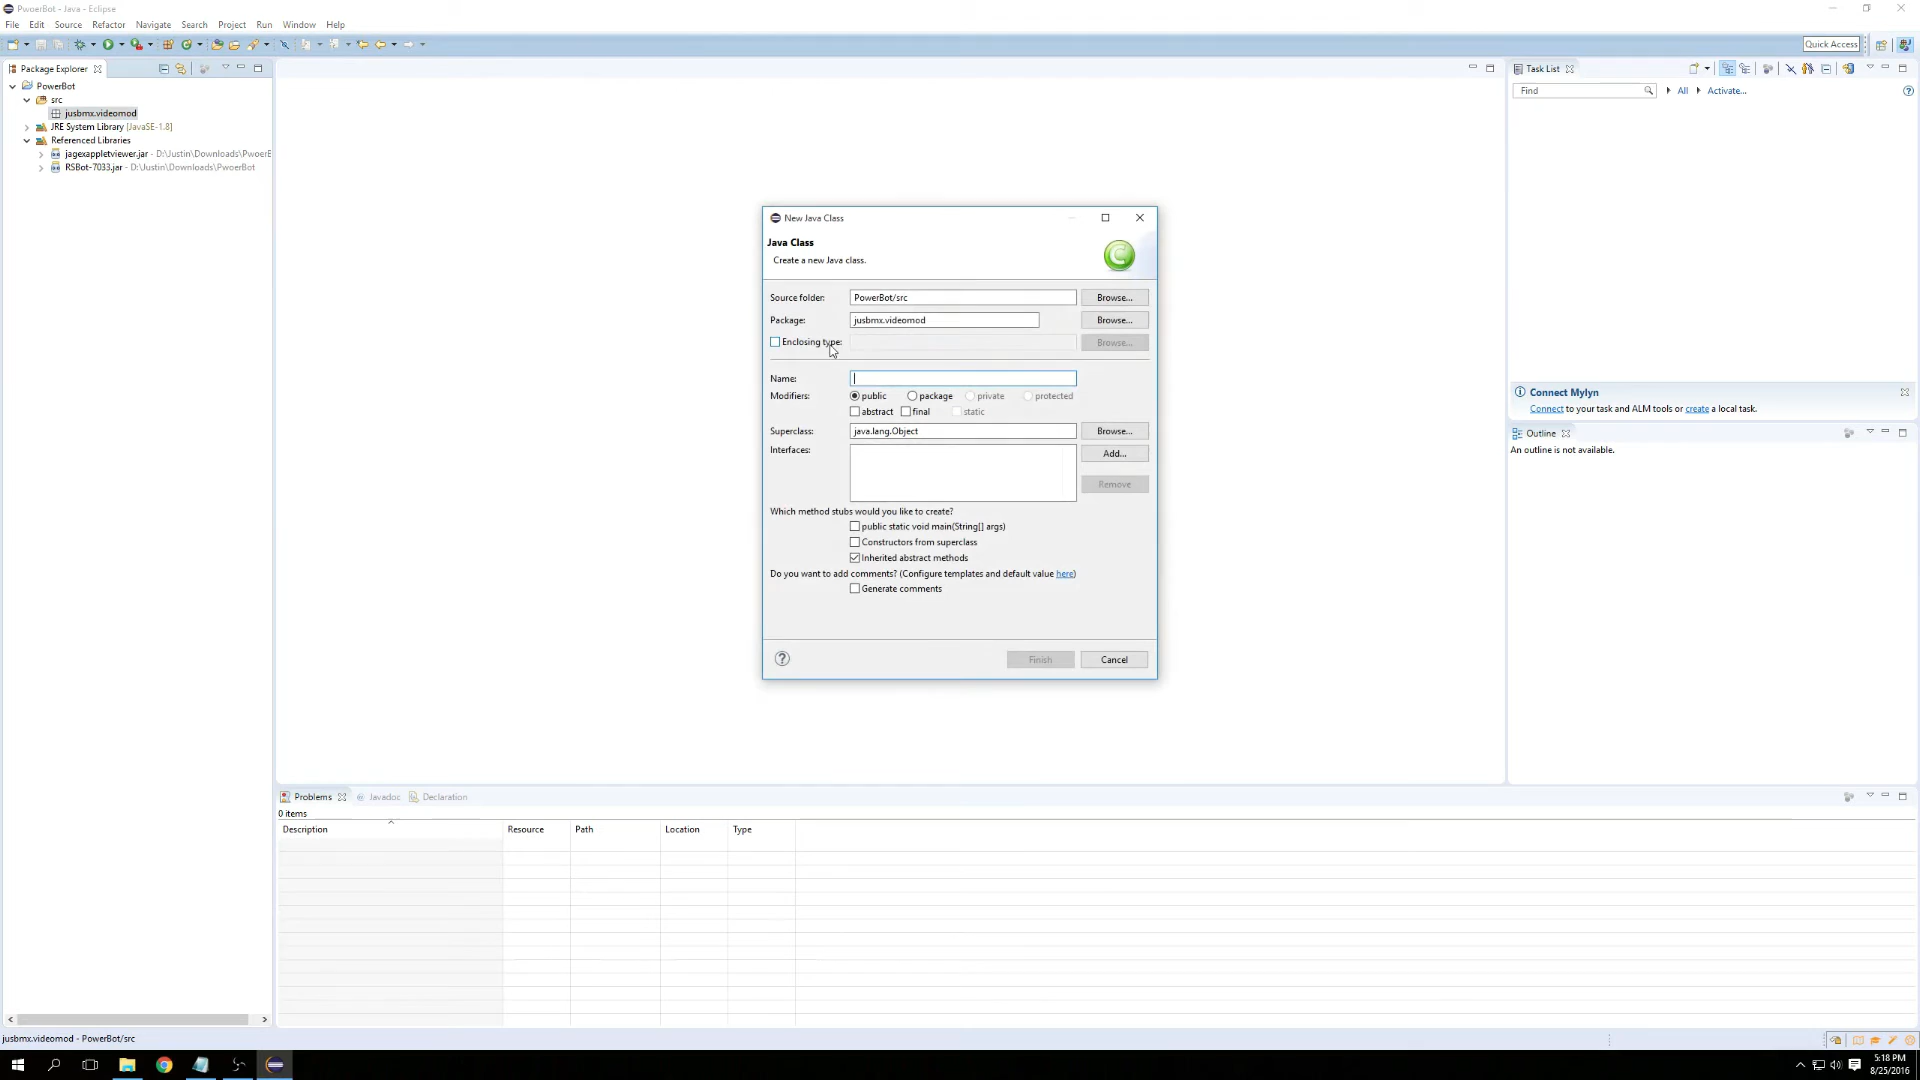 PwoerBot - Java - Eclipse
File Edit Source Refactor Navigate Search Project Run Window Help
Quick Access
Package Explorer
PowerBot
src
jusbmx.videomod
JRE System Library [JavaSE-1.8]
Referenced Libraries
jagexappletviewer.jar - D:\Justin\Downloads\PwoerB
RSBot-7033.jar - D:\Justin\Downloads\PwoerBot
New Java Class
Java Class
Create a new Java class.
Source folder: PowerBot/src Browse...
Package: jusbmx.videomod Browse...
Enclosing type: Browse...
Name:
Modifiers: public package private protected
abstract final static
Superclass: java.lang.Object Browse...
Interfaces: Add...
Remove
Which method stubs would you like to create?
public static void main(String[] args)
Constructors from superclass
Inherited abstract methods
Do you want to add comments? (Configure templates and default value here)
Generate comments
Finish Cancel
Task List
Find All Activate...
Connect Mylyn
Connect to your task and ALM tools or create a local task.
Outline
An outline is not available.
Problems Javadoc Declaration
0 items
Description Resource Path Location Type
jusbmx.videomod - PowerBot/src
5:18 PM
8/25/2016